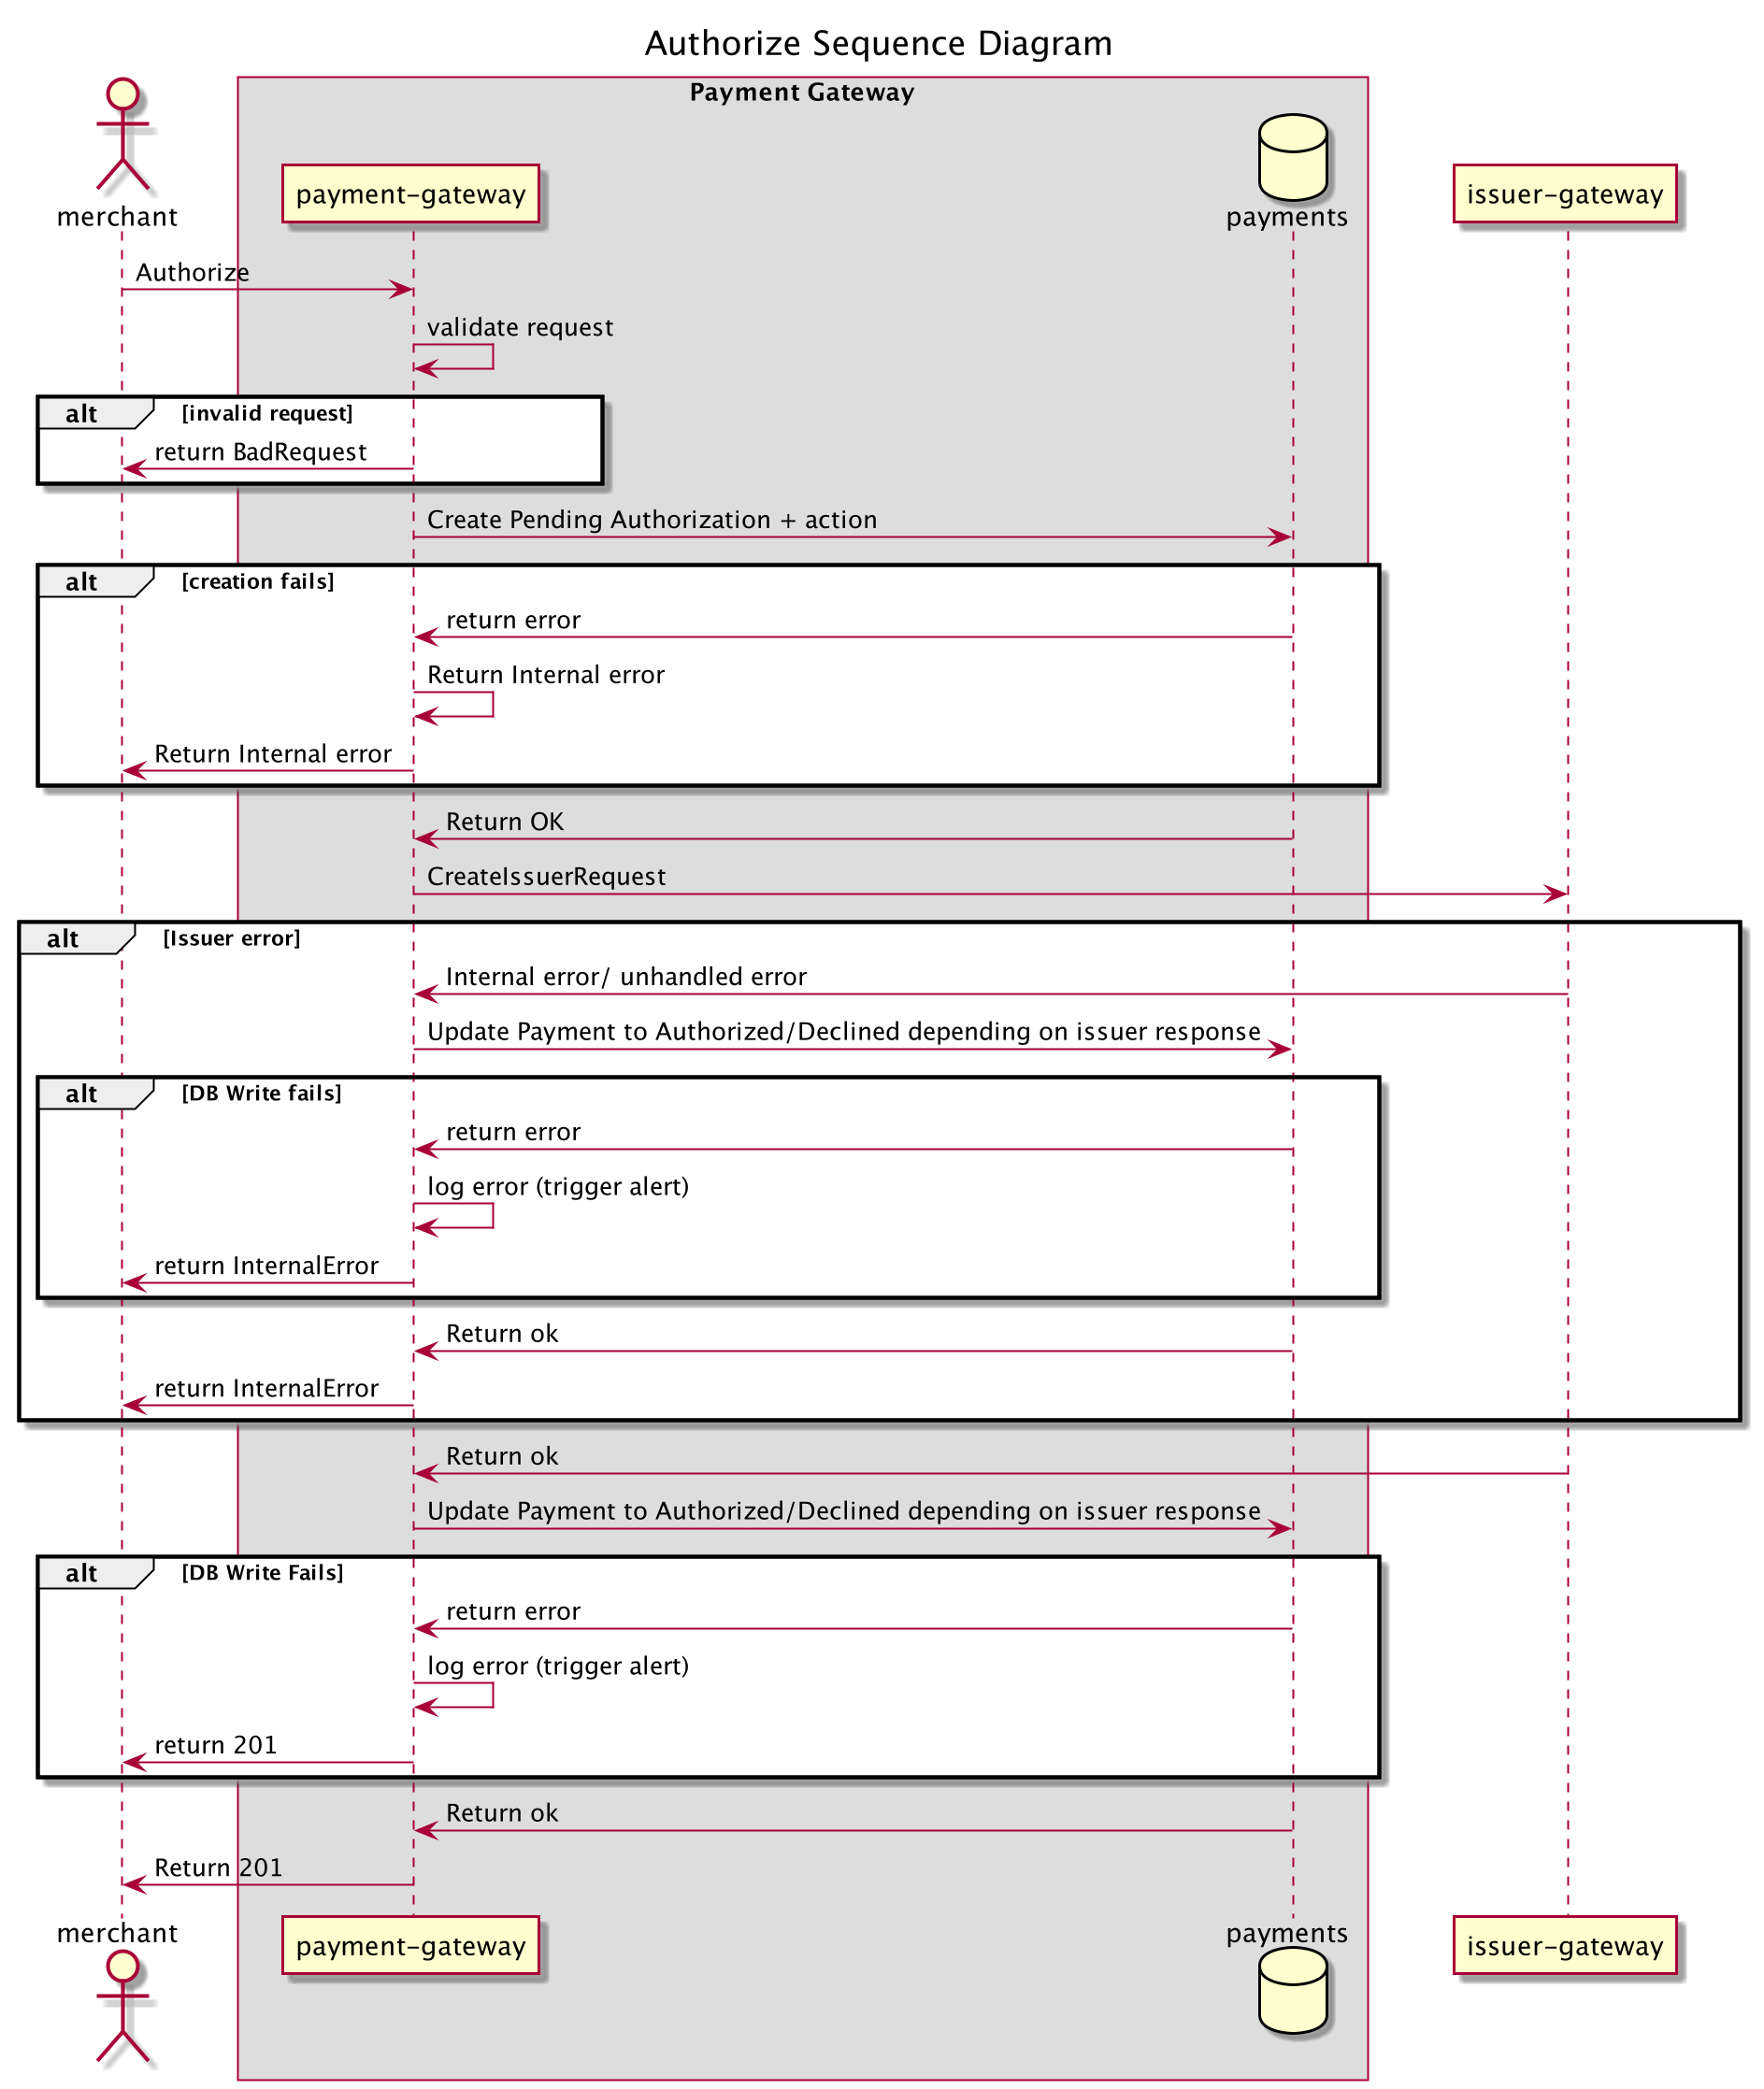 Authorize Sequence Diagram
Payment Gateway
merchant
payment-gateway
payments
issuer-gateway
Authorize
validate request
alt [invalid request]
return BadRequest
Create Pending Authorization + action
alt [creation fails]
return error
Return Internal error
Return Internal error
Return OK
CreateIssuerRequest
alt [Issuer error]
Internal error/ unhandled error
Update Payment to Authorized/Declined depending on issuer response
alt [DB Write fails]
return error
log error (trigger alert)
return InternalError
Return ok
return InternalError
Return ok
Update Payment to Authorized/Declined depending on issuer response
alt [DB Write Fails]
return error
log error (trigger alert)
return 201
Return ok
Return 201
merchant
payment-gateway
payments
issuer-gateway